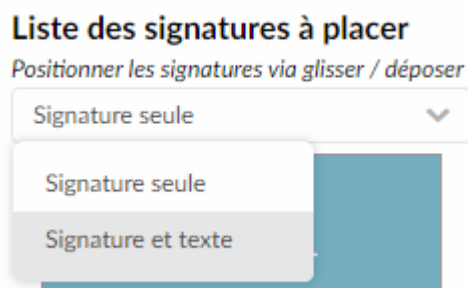 Liste des signatures à placer
Positionner les signatures via glisser / déposer
Signature seule
Signature seule
Signature et texte